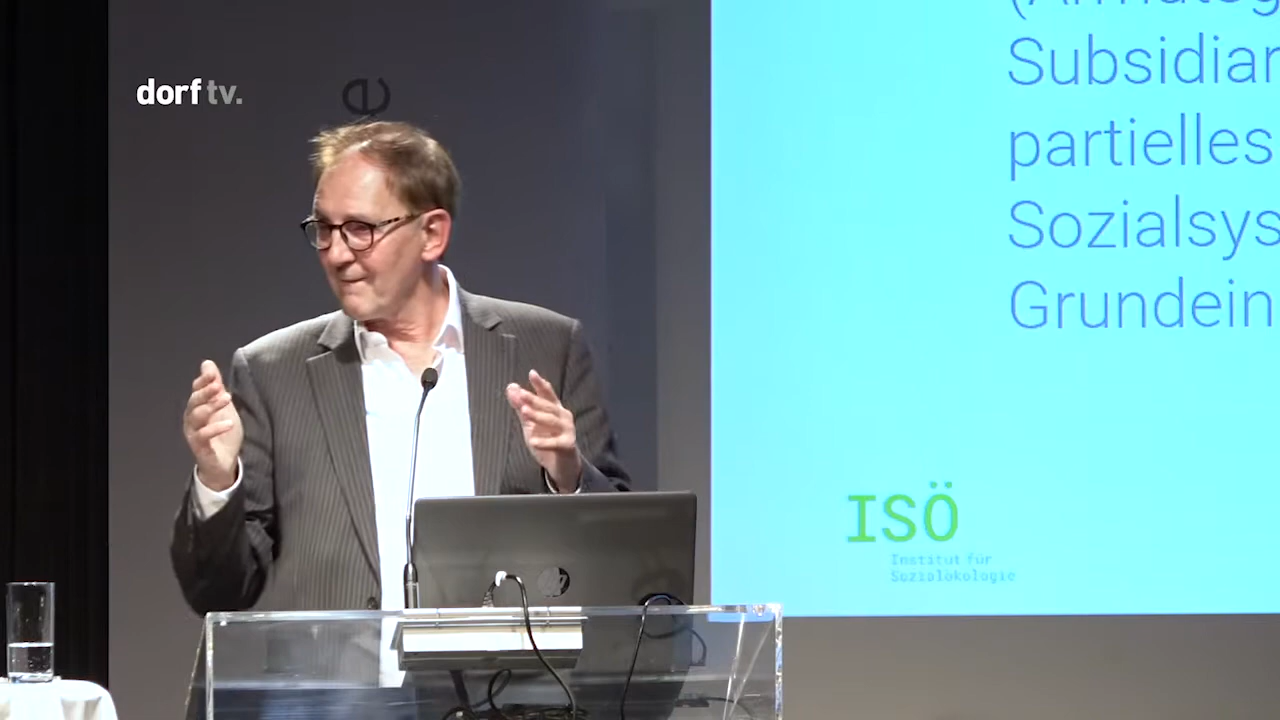 dorf tv.
e
Subsidiar
partielles
Sozialsys
Grundein
ISÖ
Institut für
Sozialökologie